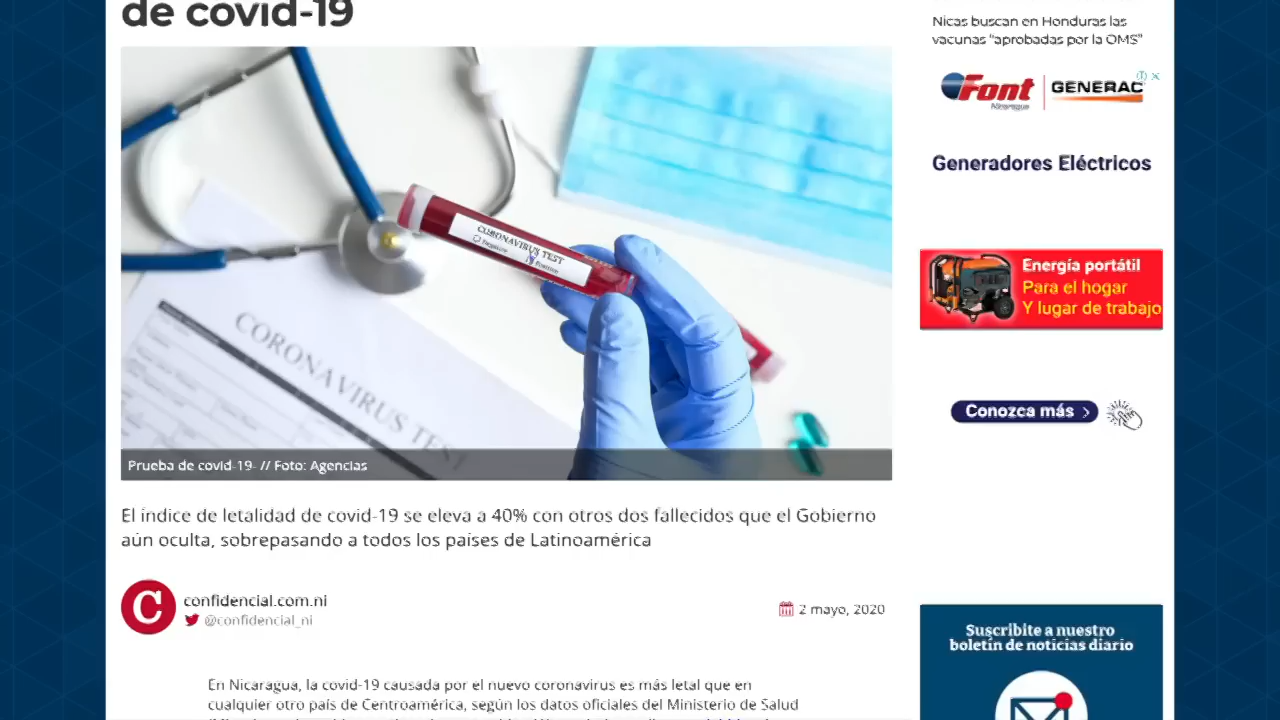 de covid-19
CORONAVIRUS TEST
Negative
Positive
CORONAVIRUS TEST
Prueba de covid-19- // Foto: Agencias
El índice de letalidad de covid-19 se eleva a 40% con otros dos fallecidos que el Gobierno
aún oculta, sobrepasando a todos los países de Latinoamérica
C
confidencial.com.ni
@confidencial_ni
2 mayo, 2020
En Nicaragua, la covid-19 causada por el nuevo coronavirus es más letal que en
cualquier otro país de Centroamérica, según los datos oficiales del Ministerio de Salud
Nicas buscan en Honduras las
vacunas "aprobadas por la OMS"
Font
Nicaragua
GENERAC
Generadores Eléctricos
Energía portátil
Para el hogar
Y lugar de trabajo
Conozca más
Suscribite a nuestro
boletín de noticias diario